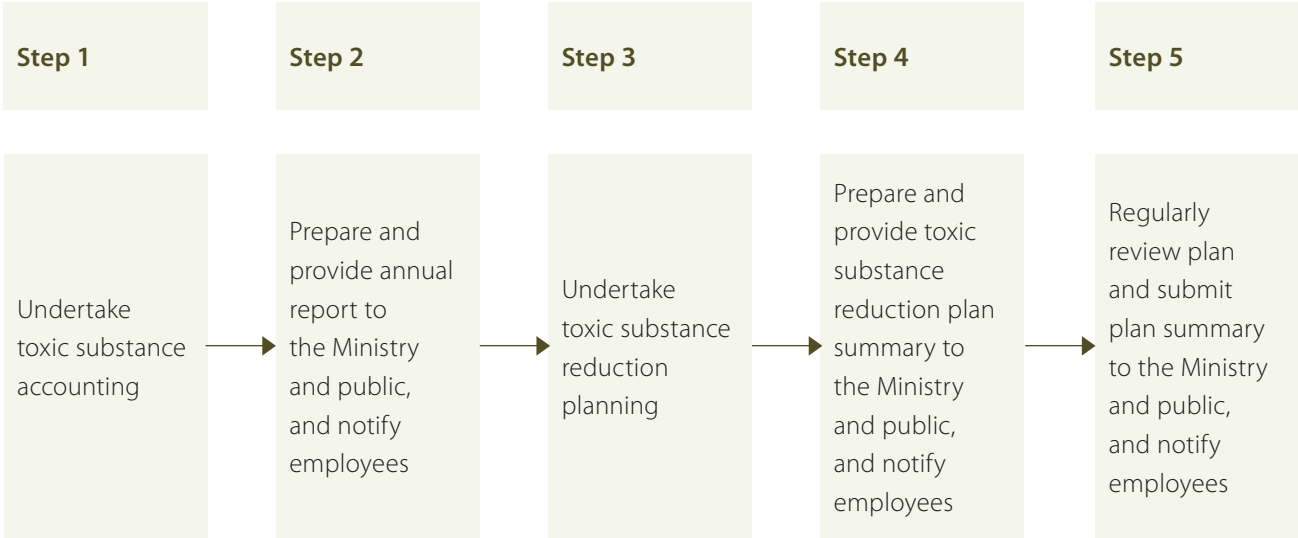 Step 1
Step 2
Step 3
Step 4
Step 5
Undertake
toxic substance
accounting
Prepare and
provide annual
report to
the Ministry
and public,
and notify
employees
Undertake
toxic substance
reduction
planning
Prepare and
provide toxic
substance
reduction plan
summary to
the Ministry
and public,
and notify
employees
Regularly
review plan
and submit
plan summary
to the Ministry
and public,
and notify
employees